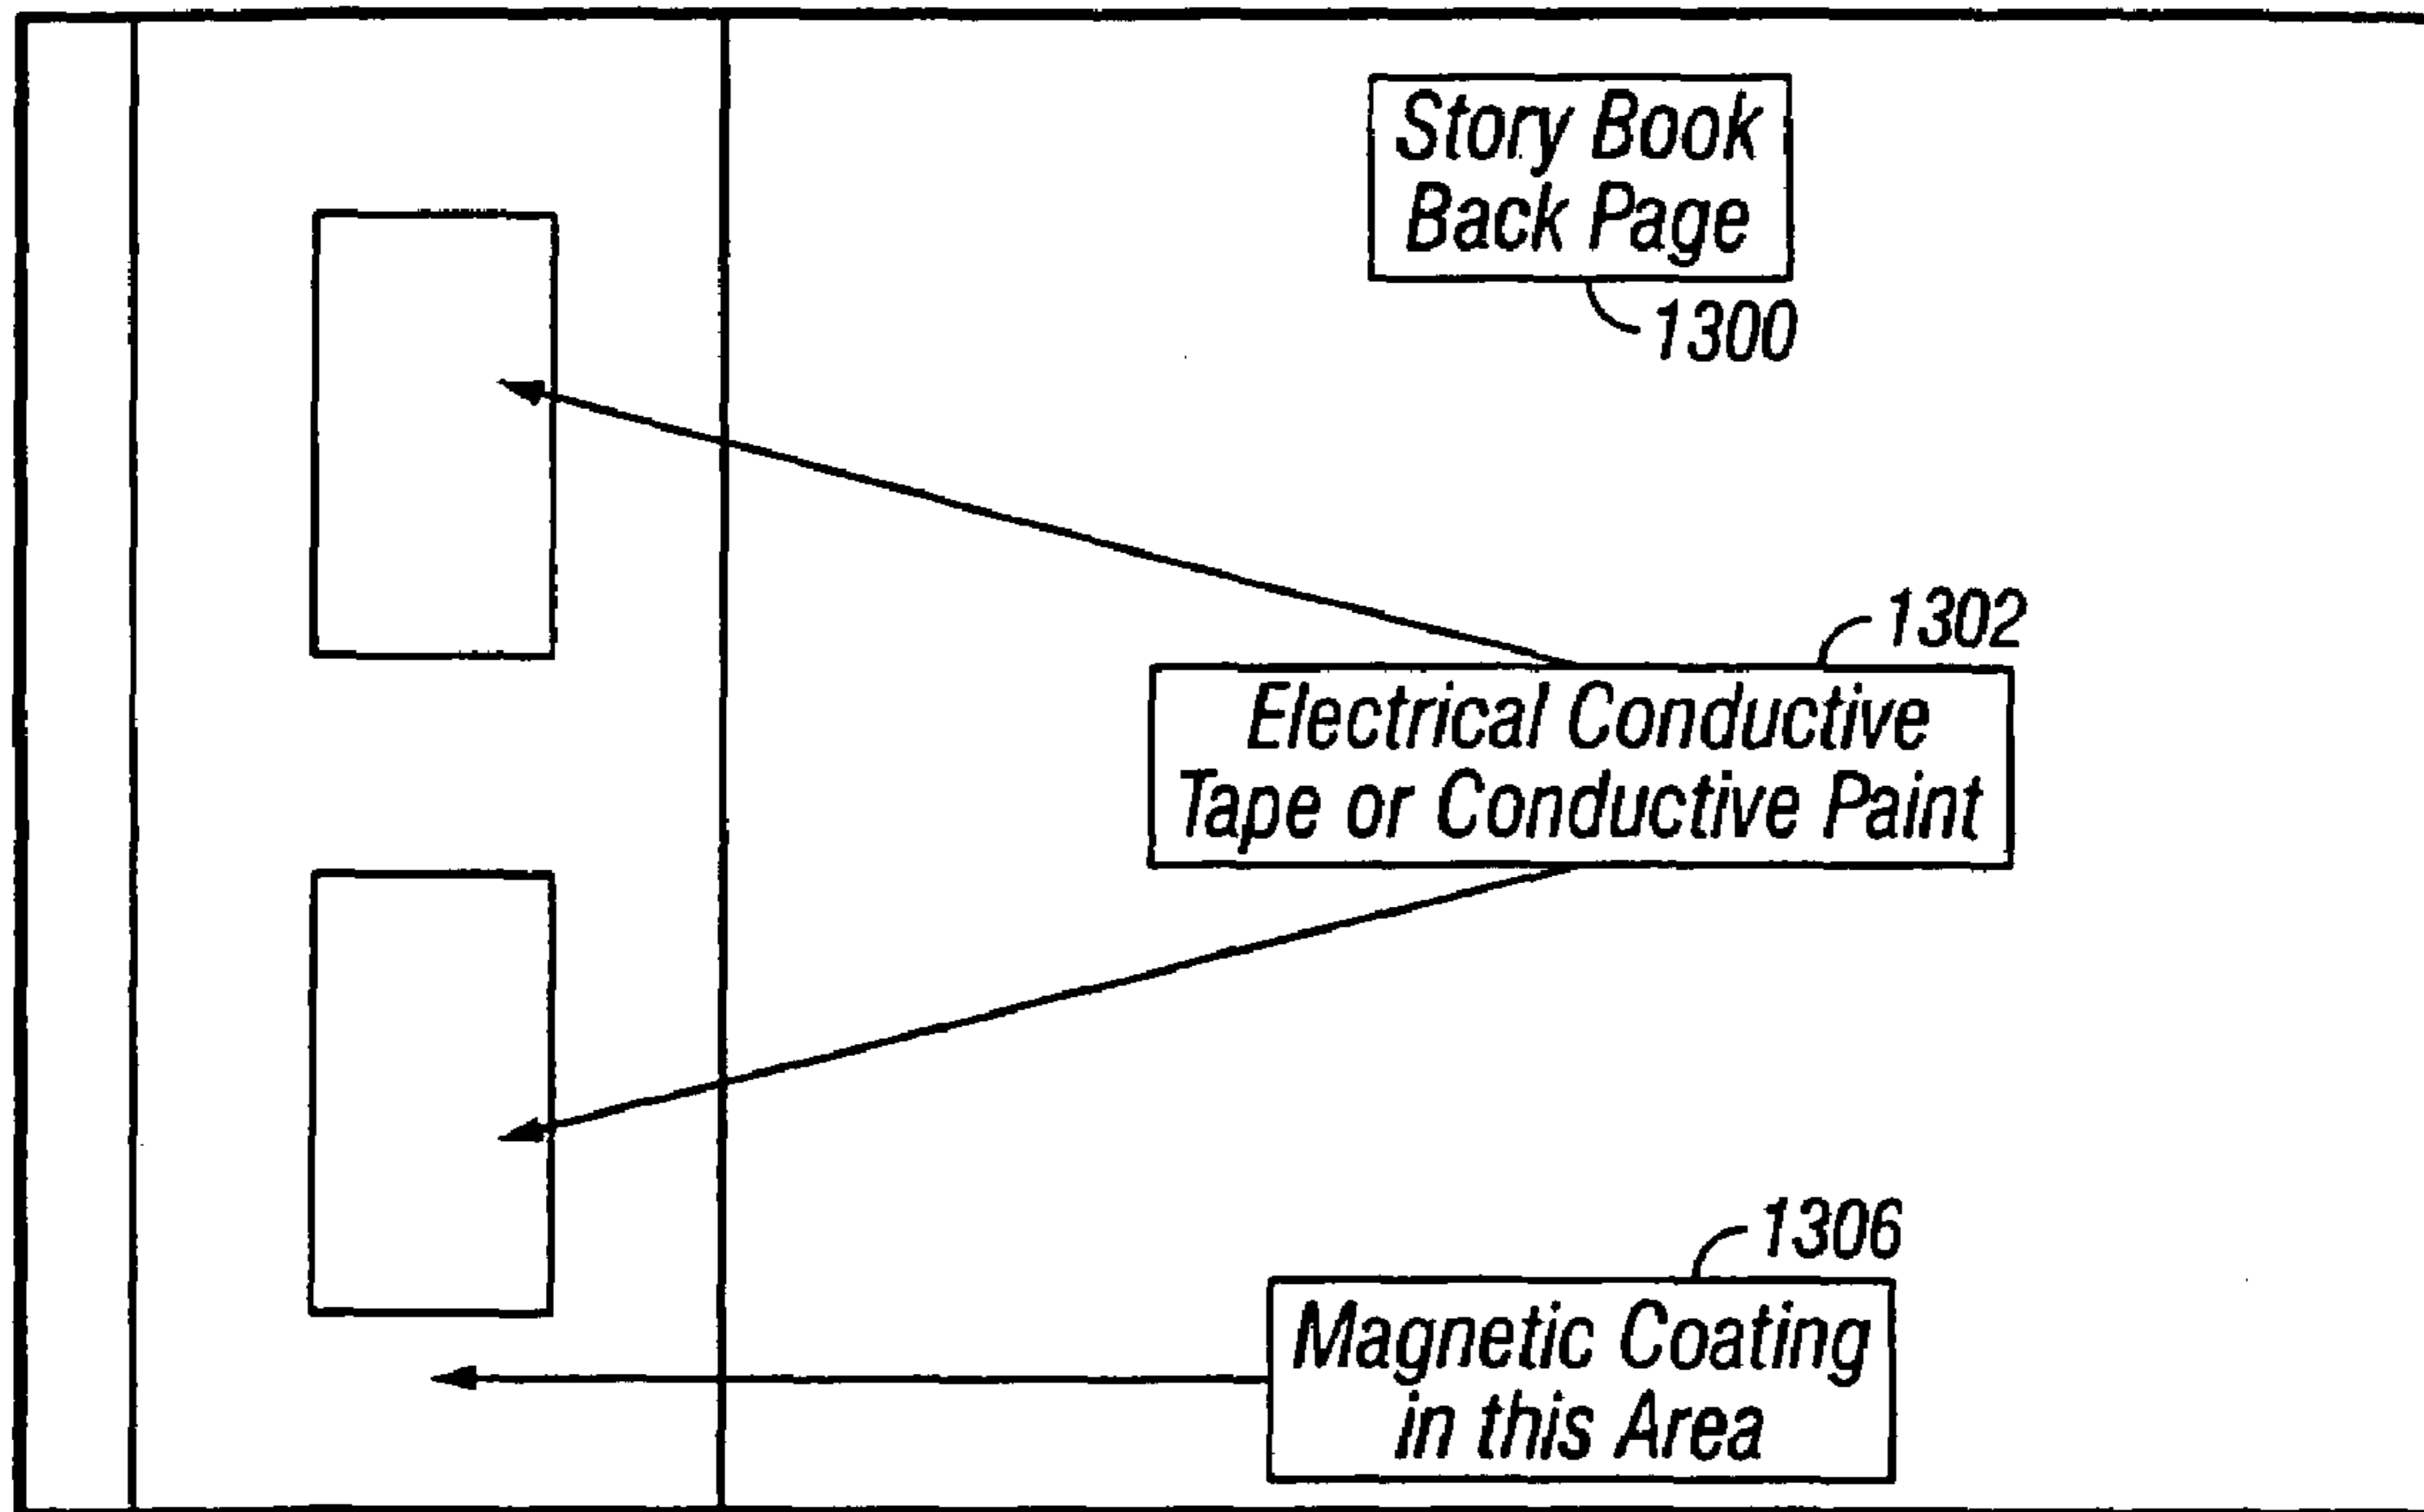 Story Book
Back Page
1300
1302
Electrical Conductive
Tape or Conductive Paint
1306
Magnetic Coating
in this Area